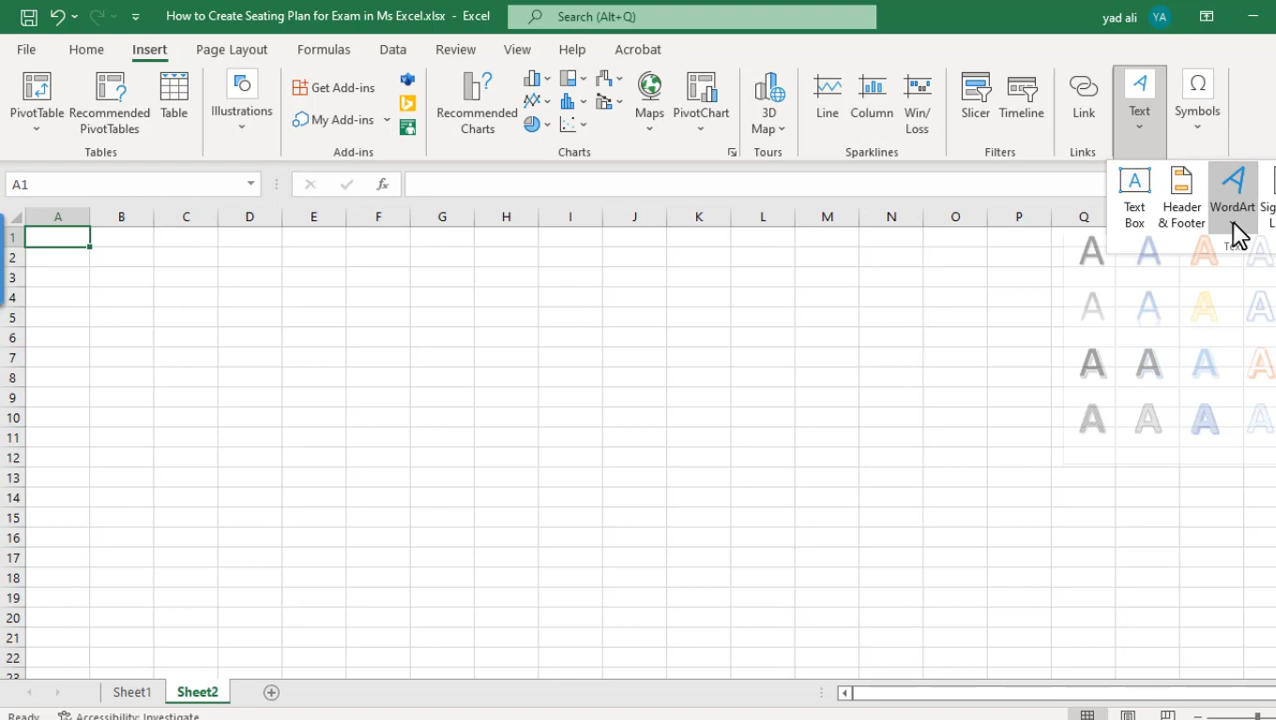 How to Create Seating Plan for Exam in Ms Excel.xlsx - Excel
Search (Alt+Q)
yad ali YA
File Home Insert Page Layout Formulas Data Review View Help Acrobat
PivotTable
Recommended
PivotTables
Table
Tables
Illustrations
Get Add-ins
My Add-ins
Add-ins
Recommended
Charts
Maps
PivotChart
Charts
3D
Map
Tours
Line
Column
Win/
Loss
Sparklines
Slicer
Timeline
Filters
Link
Links
Text
Symbols
Text
Box
Header
& Footer
WordArt
A1
fx
A B C D E F G H I J K L M N O P Q
1
2
3
4
5
6
7
8
9
10
11
12
13
14
15
16
17
18
19
20
21
22
23
Sheet1 Sheet2
Ready Accessibility: Investigate